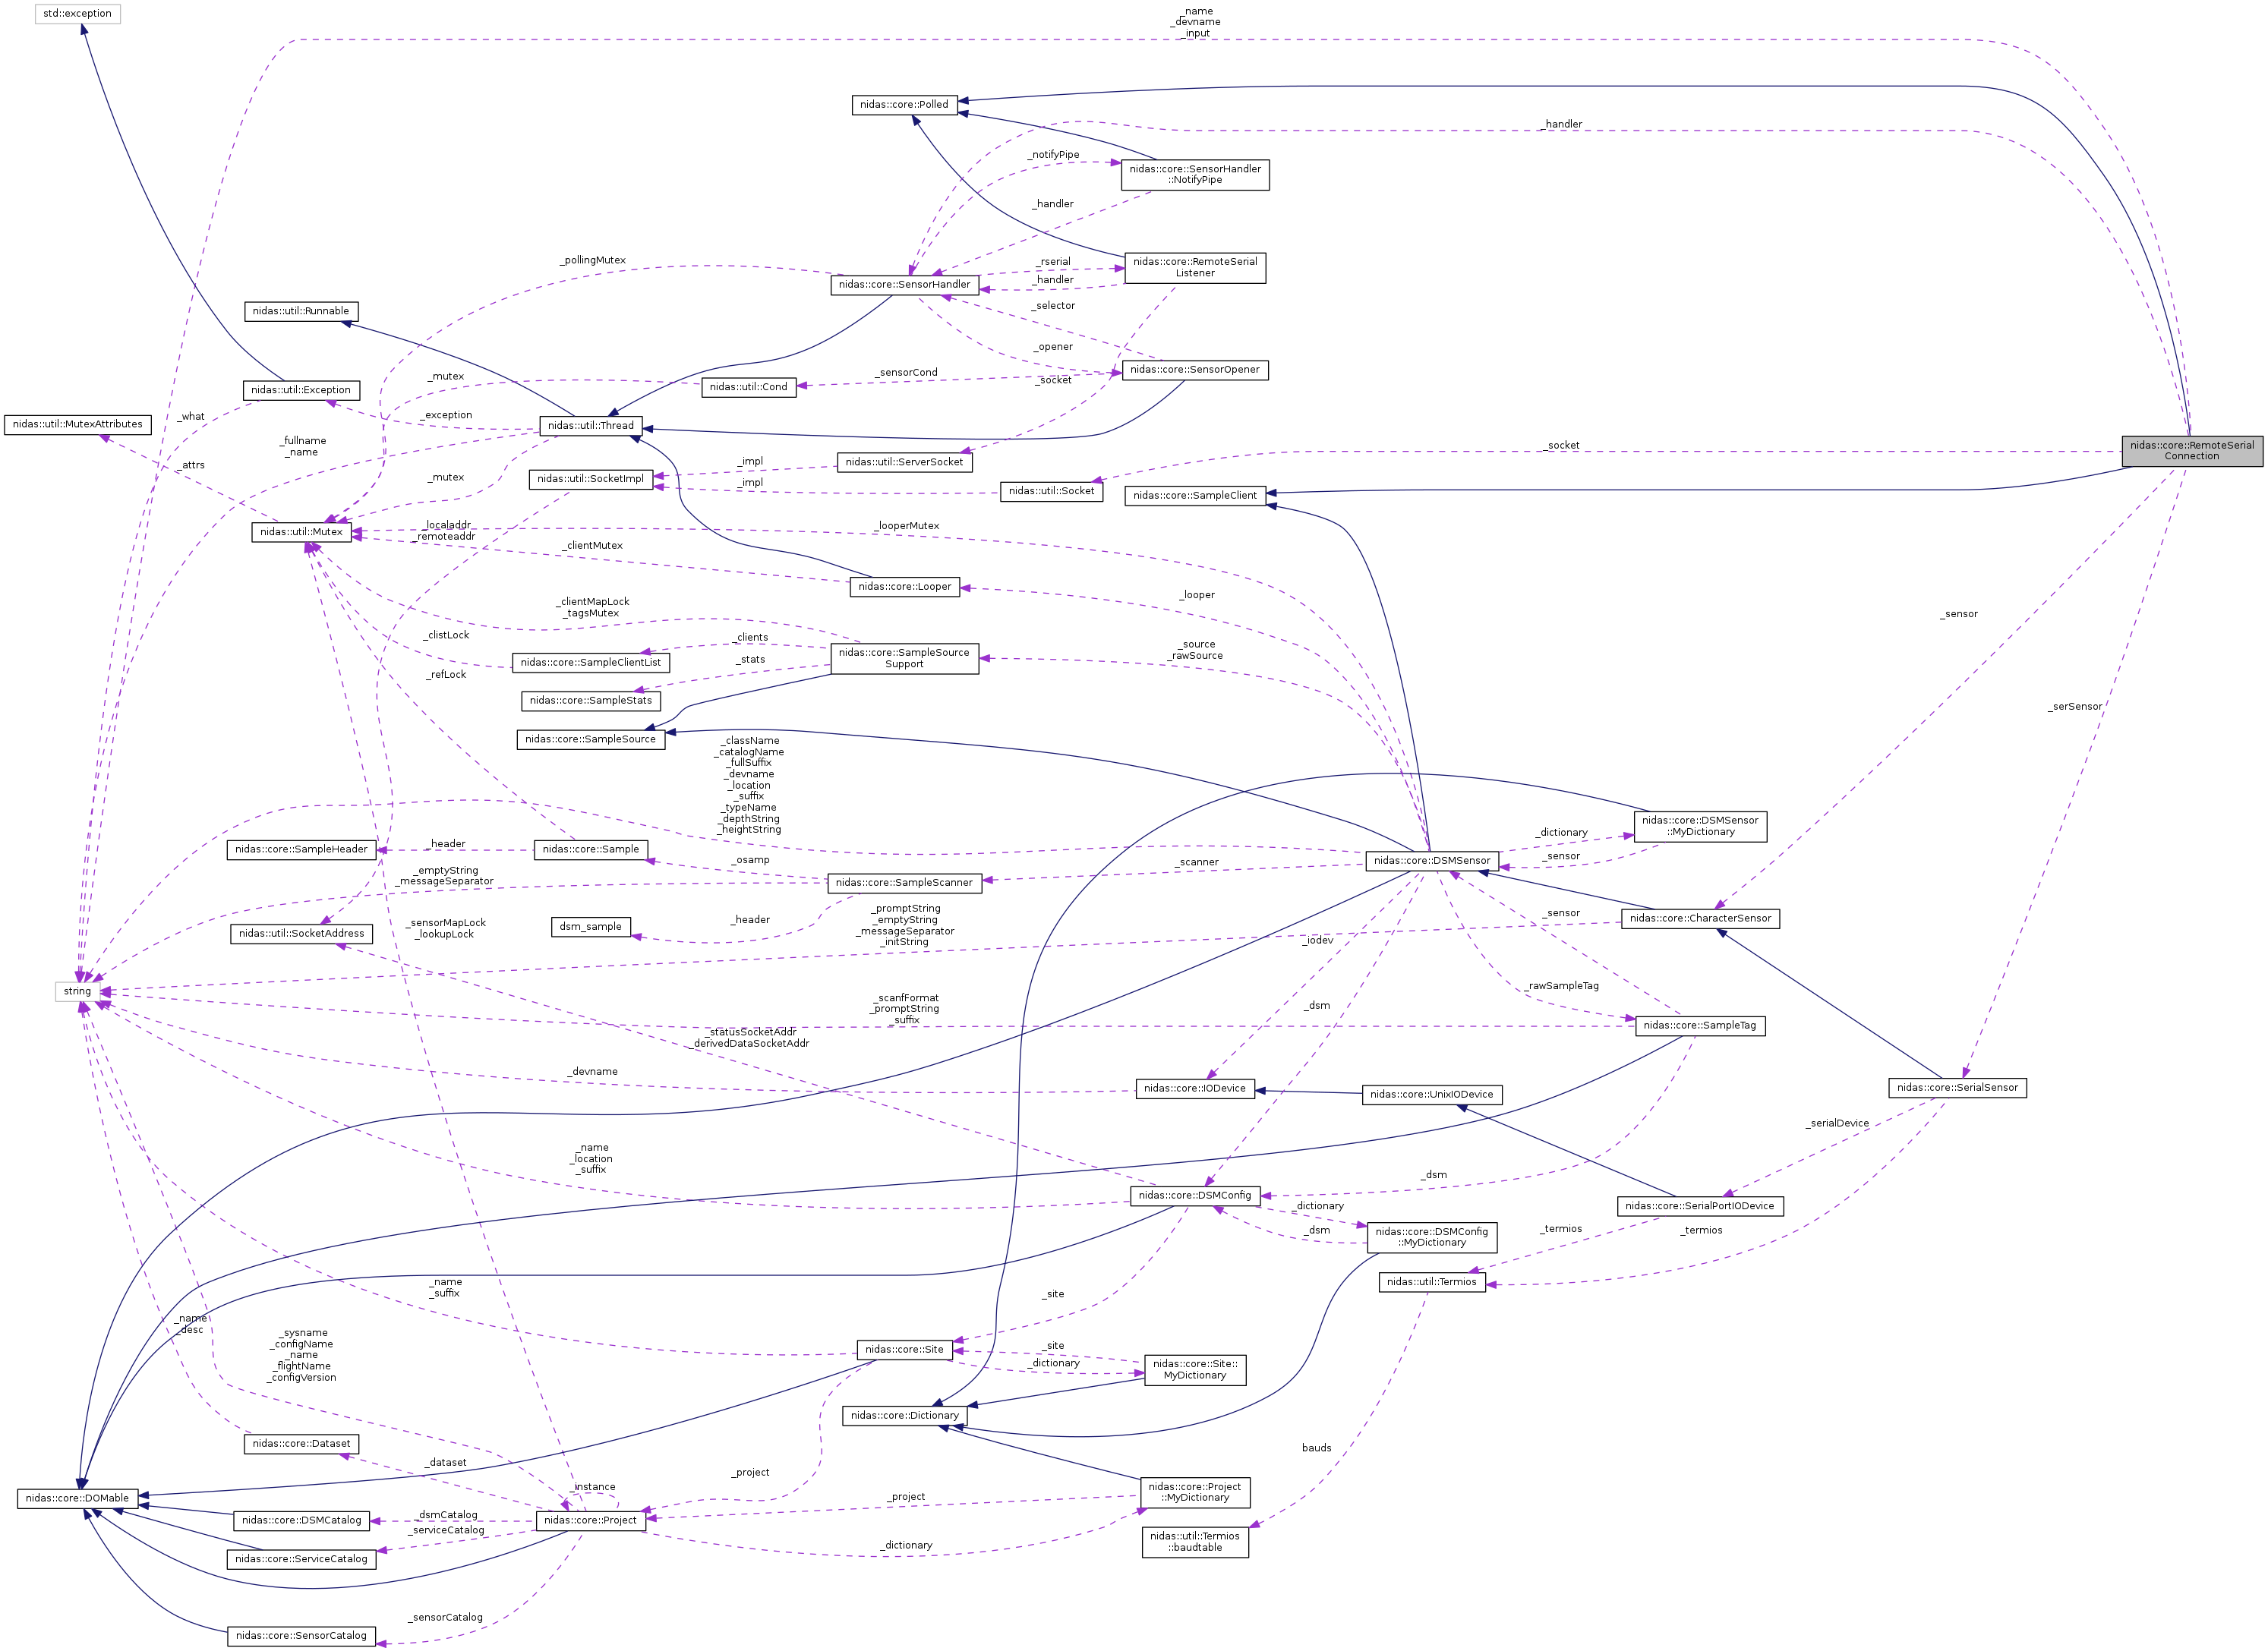 std::exception
_name
_devname
_input
nidas::core::Polled
_handler
_notifyPipe
nidas::core::SensorHandler
::NotifyPipe
_handler
_pollingMutex
_rserial
nidas::core::RemoteSerial
Listener
_handler
nidas::core::SensorHandler
nidas::util::Runnable
_selector
_opener
nidas::core::SensorOpener
_sensorCond
nidas::util::Cond
_mutex
_socket
nidas::util::Exception
_what
_exception
nidas::util::MutexAttributes
nidas::util::Thread
_fullname
_name
nidas::core::RemoteSerial
Connection
_socket
_attrs
_mutex
_impl
nidas::util::ServerSocket
nidas::util::SocketImpl
_impl
nidas::util::Socket
nidas::core::SampleClient
nidas::util::Mutex
_localaddr
_remoteaddr
_looperMutex
_clientMutex
nidas::core::Looper
_looper
_clientMapLock
_tagsMutex
_sensor
_clistLock
_clients
nidas::core::SampleSource
Support
_source
_rawSource
nidas::core::SampleClientList
_stats
_refLock
nidas::core::SampleStats
_serSensor
nidas::core::SampleSource
_className
_catalogName
_fullSuffix
_devname
_location
_suffix
_typeName
_depthString
_heightString
nidas::core::DSMSensor
::MyDictionary
_dictionary
_sensor
nidas::core::SampleHeader
_header
nidas::core::Sample
_osamp
_scanner
nidas::core::DSMSensor
_emptyString
_messageSeparator
nidas::core::SampleScanner
_header
dsm_sample
_promptString
_emptyString
_messageSeparator
_initString
_sensor
nidas::core::CharacterSensor
nidas::util::SocketAddress
_sensorMapLock
_lookupLock
_iodev
string
_rawSampleTag
_scanfFormat
_promptString
_suffix
_dsm
nidas::core::SampleTag
_statusSocketAddr
_derivedDataSocketAddr
_devname
nidas::core::IODevice
nidas::core::UnixIODevice
nidas::core::SerialSensor
_serialDevice
_name
_location
_suffix
_dsm
nidas::core::DSMConfig
_dictionary
nidas::core::SerialPortIODevice
_dsm
nidas::core::DSMConfig
::MyDictionary
_termios
_termios
nidas::util::Termios
_name
_suffix
_site
_name
_desc
_sysname
_configName
_name
_flightName
_configVersion
nidas::core::Site
_site
_dictionary
nidas::core::Site::
MyDictionary
nidas::core::Dictionary
nidas::core::Dataset
bauds
_dataset
_project
_instance
nidas::core::DOMable
_project
nidas::core::Project
::MyDictionary
nidas::core::DSMCatalog
_dsmCatalog
_serviceCatalog
nidas::core::Project
nidas::util::Termios
::baudtable
nidas::core::ServiceCatalog
_dictionary
_sensorCatalog
nidas::core::SensorCatalog